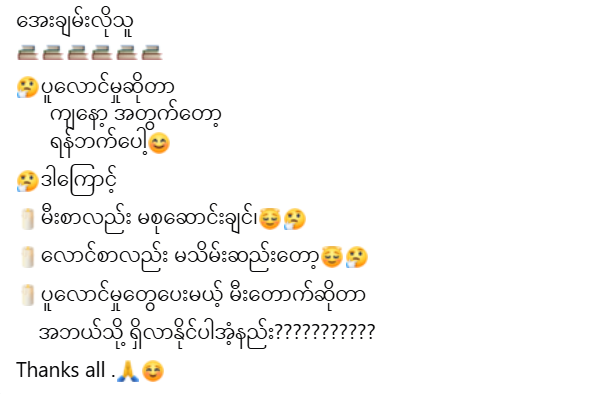 အေးချမ်းလိုသူ
📚📚📚📚📚📚
🤔ပူလောင်မှုဆိုတာ
ကျနော့ အတွက်တော့
ရန်ဘက်ပေါ့😊
🤔ဒါကြောင့်
🕯မီးစာလည်း မစုဆောင်းချင်၊😇🤔
🕯လောင်စာလည်း မသိမ်းဆည်းတော့😇🤔
🕯ပူလောင်မှုတွေပေးမယ့် မီးတောက်ဆိုတာ
အဘယ်သို့ ရှိလာနိုင်ပါအံ့နည်း???????????
Thanks all .🙏☺